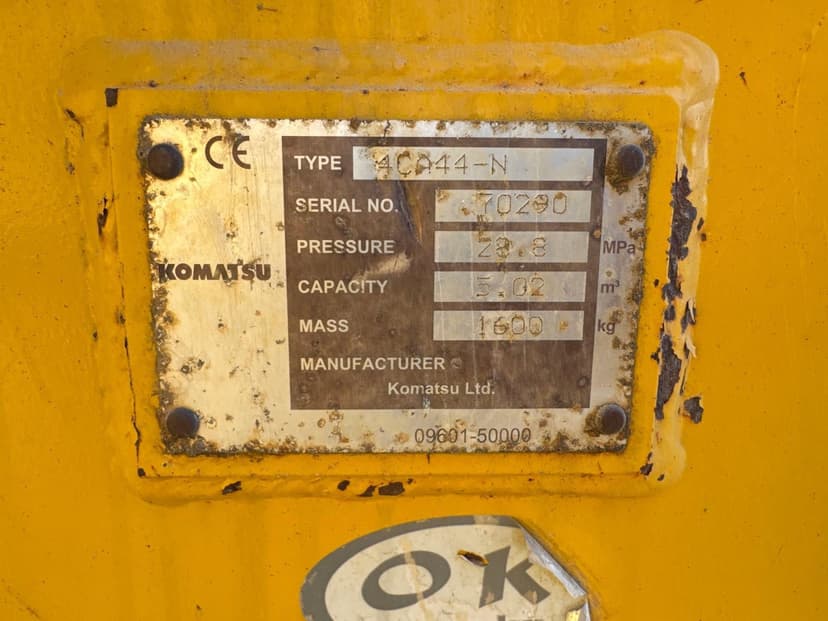 CE
TYPE 4CA44-N
SERIAL NO. 70290
PRESSURE 20.8 MPa
KOMATSU
CAPACITY 5.02 m³
MASS 1600 kg
MANUFACTURER
Komatsu Ltd.
09601-50000
OK